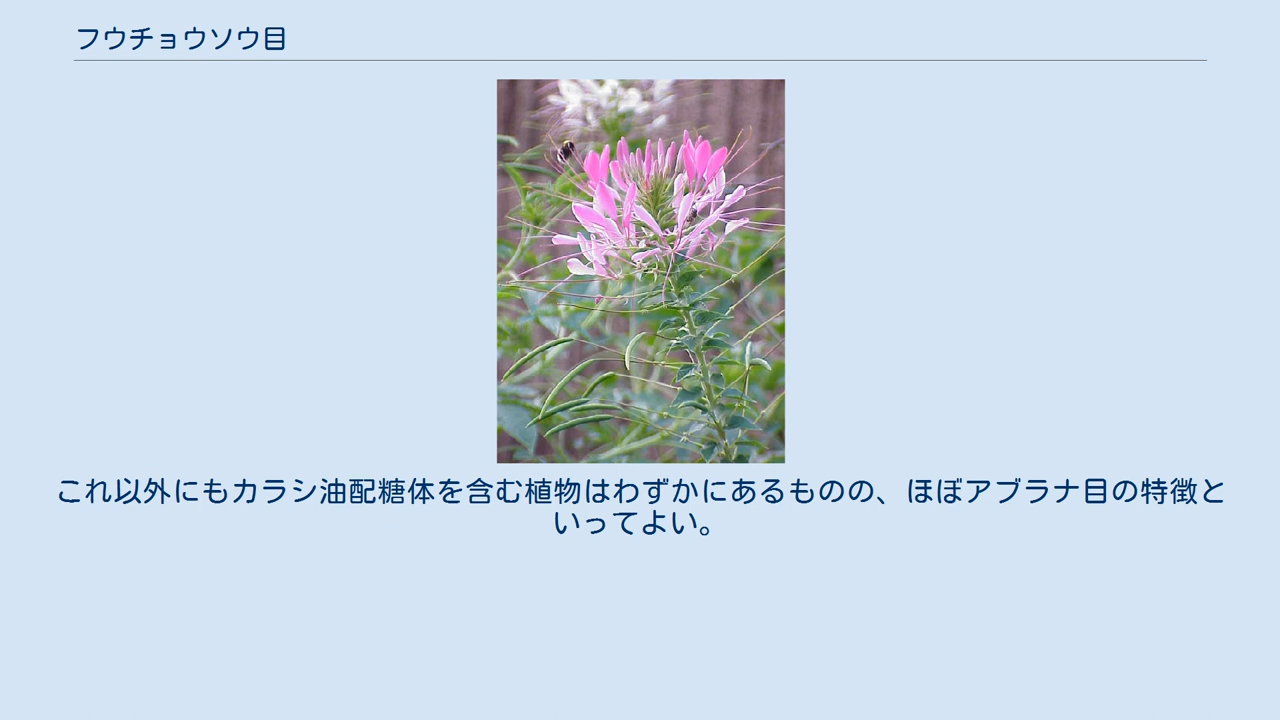 フウチョウソウ目
これ以外にもカラシ油配糖体を含む植物はわずかにあるものの、ほぼアブラナ目の特徴と
いってよい。